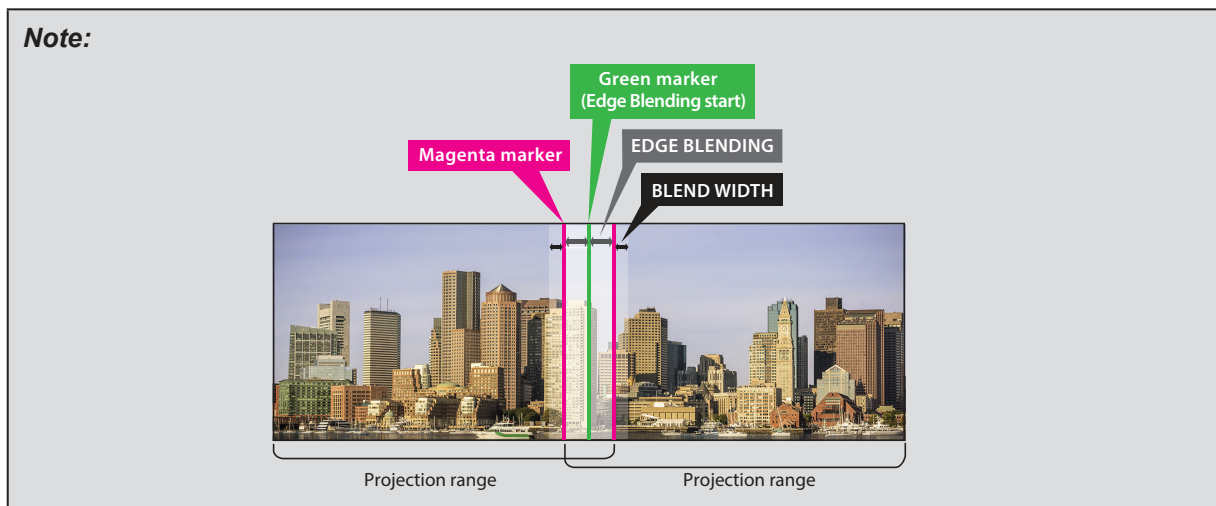 Note:
Green marker
(Edge Blending start)
EDGE BLENDING
Magenta marker
BLEND WIDTH
Projection range
Projection range